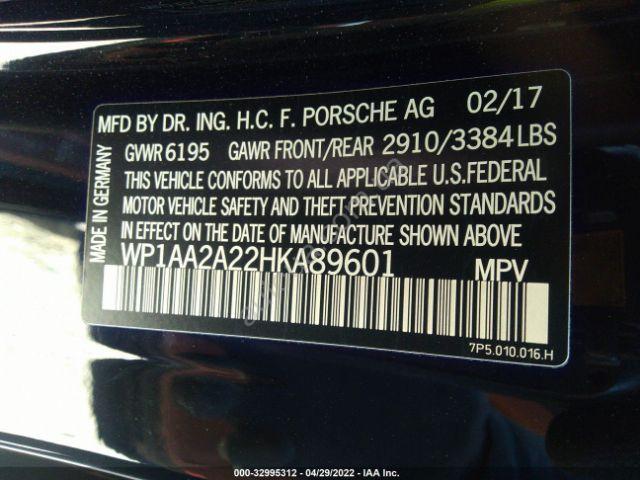 MFD BY DR. ING. H.C. F. PORSCHE AG 02/17
GVWR 6195 GAWR FRONT/REAR 2910/3384 LBS
THIS VEHICLE CONFORMS TO ALL APPLICABLE U.S.FEDERAL
MOTOR VEHICLE SAFETY AND THEFT PREVENTION STANDARDS
IN EFFECT ON THE DATE OF MANUFACTURE SHOWN ABOVE
WP1AA2A22HKA89601 MPV
7P5.010.016.H
MADE IN GERMANY
000-32995312 - 04/29/2022 - IAA Inc.